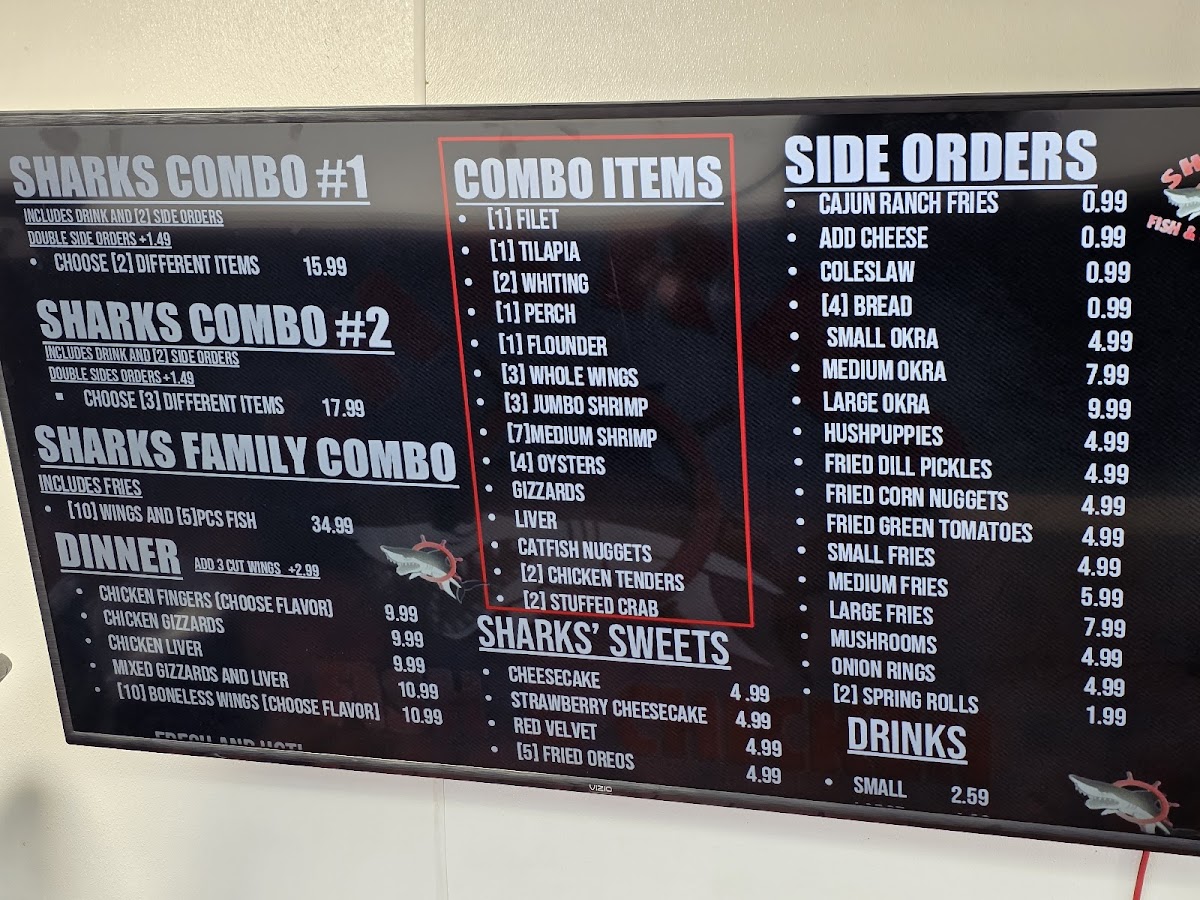 SHARKS COMBO #1
INCLUDES DRINK AND [2] SIDE ORDERS
DOUBLE SIDE ORDERS +1.49
• CHOOSE [2] DIFFERENT ITEMS 15.99
SHARKS COMBO #2
INCLUDES DRINK AND [2] SIDE ORDERS
DOUBLE SIDES ORDERS +1.49
▪ CHOOSE [3] DIFFERENT ITEMS 17.99
SHARKS FAMILY COMBO
INCLUDES FRIES
• [10] WINGS AND [5]PCS FISH 34.99
DINNER ADD 3 CUT WINGS +2.99
• CHICKEN FINGERS [CHOOSE FLAVOR] 9.99
• CHICKEN GIZZARDS 9.99
• CHICKEN LIVER 9.99
• MIXED GIZZARDS AND LIVER 10.99
• [10] BONELESS WINGS [CHOOSE FLAVOR] 10.99
FRESH AND HOT!
COMBO ITEMS
• [1] FILET
• [1] TILAPIA
• [2] WHITING
• [1] PERCH
• [1] FLOUNDER
• [3] WHOLE WINGS
• [3] JUMBO SHRIMP
• [7]MEDIUM SHRIMP
• [4] OYSTERS
• GIZZARDS
• LIVER
• CATFISH NUGGETS
• [2] CHICKEN TENDERS
• [2] STUFFED CRAB
SHARKS' SWEETS
• CHEESECAKE 4.99
• STRAWBERRY CHEESECAKE 4.99
• RED VELVET 4.99
• [5] FRIED OREOS 4.99
SIDE ORDERS
• CAJUN RANCH FRIES 0.99
• ADD CHEESE 0.99
• COLESLAW 0.99
• [4] BREAD 0.99
• SMALL OKRA 4.99
• MEDIUM OKRA 7.99
• LARGE OKRA 9.99
• HUSHPUPPIES 4.99
• FRIED DILL PICKLES 4.99
• FRIED CORN NUGGETS 4.99
• FRIED GREEN TOMATOES 4.99
• SMALL FRIES 4.99
• MEDIUM FRIES 5.99
• LARGE FRIES 7.99
• MUSHROOMS 4.99
• ONION RINGS 4.99
• [2] SPRING ROLLS 1.99
DRINKS
• SMALL 2.59
SH
FISH &
VIZIO